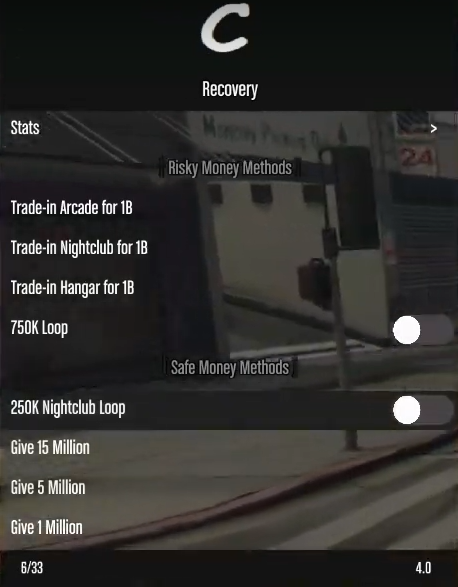 C
Recovery
Stats >
Risky Money Methods
Trade-in Arcade for 1B
Trade-in Nightclub for 1B
Trade-in Hangar for 1B
750K Loop
Safe Money Methods
250K Nightclub Loop
Give 15 Million
Give 5 Million
Give 1 Million
6/33 4.0
24